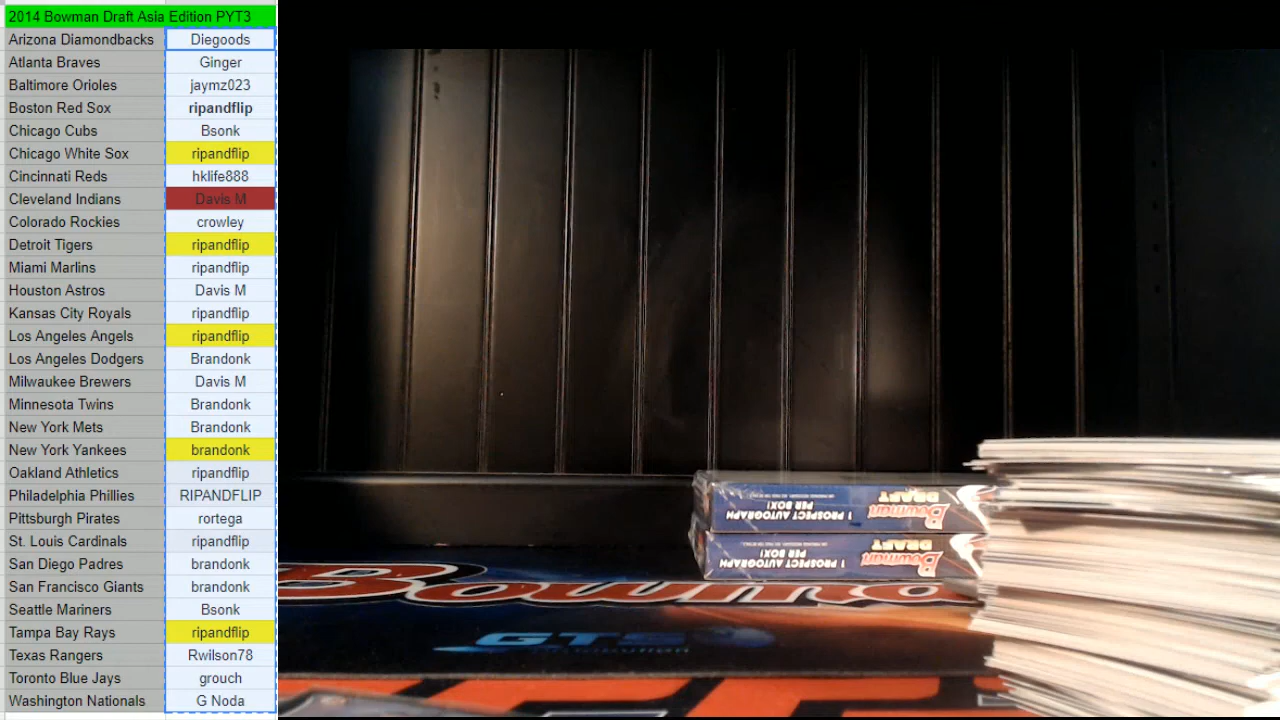 2014 Bowman Draft Asia Edition PYT3
Arizona Diamondbacks Diegoods
Atlanta Braves Ginger
Baltimore Orioles jaymz023
Boston Red Sox ripandflip
Chicago Cubs Bsonk
Chicago White Sox ripandflip
Cincinnati Reds hklife888
Cleveland Indians Davis M
Colorado Rockies crowley
Detroit Tigers ripandflip
Miami Marlins ripandflip
Houston Astros Davis M
Kansas City Royals ripandflip
Los Angeles Angels ripandflip
Los Angeles Dodgers Brandonk
Milwaukee Brewers Davis M
Minnesota Twins Brandonk
New York Mets Brandonk
New York Yankees brandonk
Oakland Athletics ripandflip
Philadelphia Phillies RIPANDFLIP
Pittsburgh Pirates rortega
St. Louis Cardinals ripandflip
San Diego Padres brandonk
San Francisco Giants brandonk
Seattle Mariners Bsonk
Tampa Bay Rays ripandflip
Texas Rangers Rwilson78
Toronto Blue Jays grouch
Washington Nationals G Noda
Bowman DRAFT
1 PROSPECT AUTOGRAPH
PER BOX!
Bowman DRAFT
1 PROSPECT AUTOGRAPH
PER BOX!
Bowma
GTS